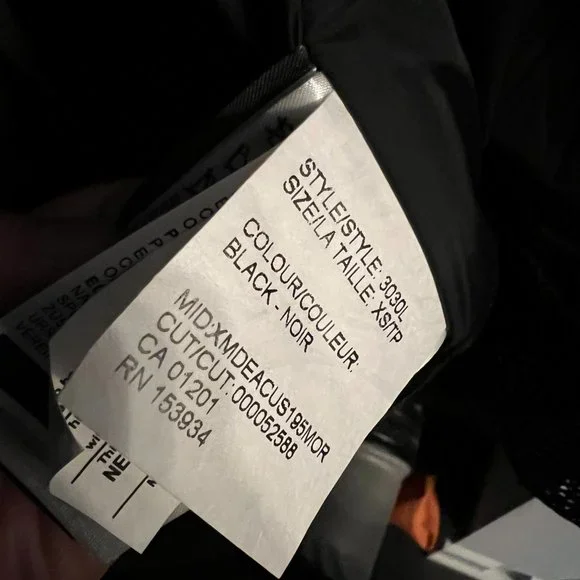 STYLE/STYLE: 3030L
SIZE/LA TAILLE: XS/TP
COLOUR/COULEUR:
BLACK - NOIR
MID:XMDEACUS195MOR
CUT/CUT:000052588
CA 01201
RN 153934